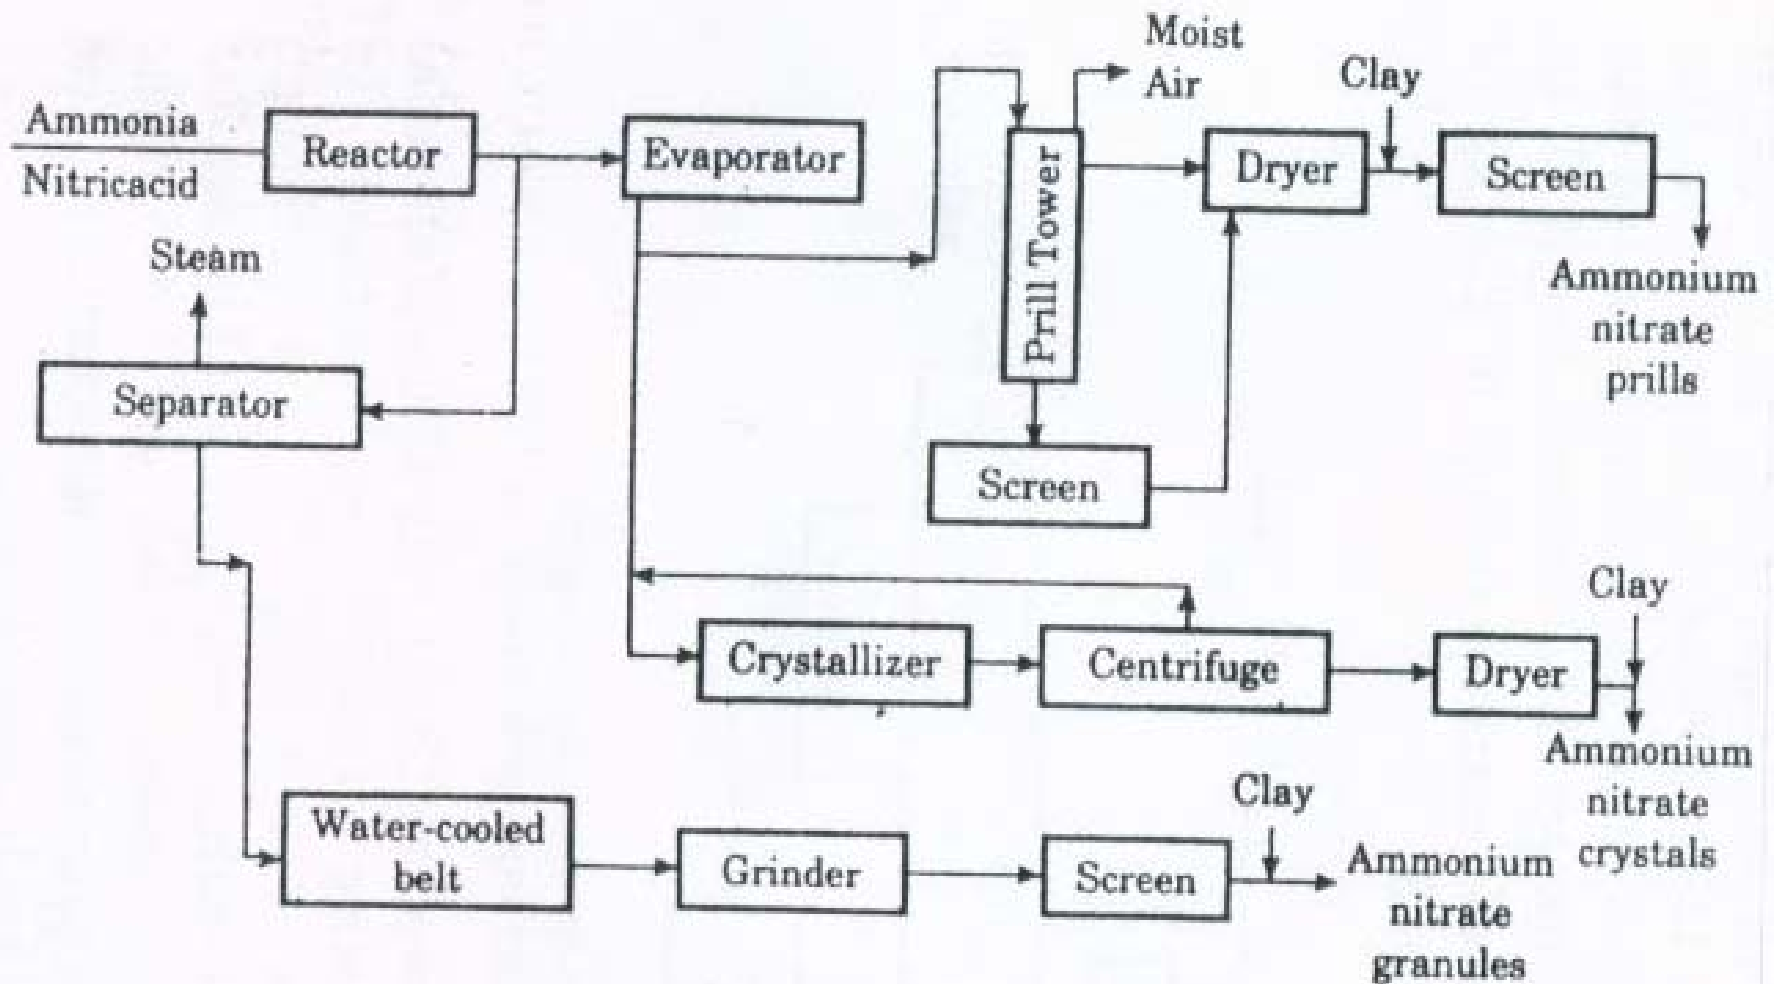 Moist
Air
Clay
Ammonia
Nitricacid
Reactor
Evaporator
Prill Tower
Dryer
Screen
Steam
Ammonium
nitrate
prills
Separator
Screen
Clay
Crystallizer
Centrifuge
Dryer
Ammonium
nitrate
crystals
Water-cooled
belt
Grinder
Screen
Clay
Ammonium
nitrate
granules